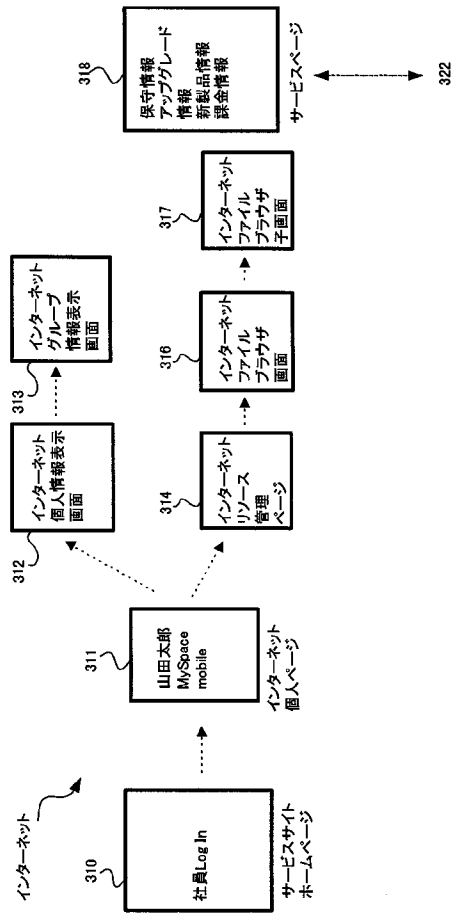 インターネット
310
社員Log In
サービスサイト
ホームページ
311
山田太郎
MySpace
mobile
インターネット
個人ページ
312
インターネット
個人情報表示
画面
313
インターネット
グループ
情報表示
画面
314
インターネット
リソース
管理
ページ
316
インターネット
ファイル
ブラウザ
画面
317
インターネット
ファイル
ブラウザ
子画面
318
保守情報
アップグレード
情報
新製品情報
課金情報
サービスページ
322